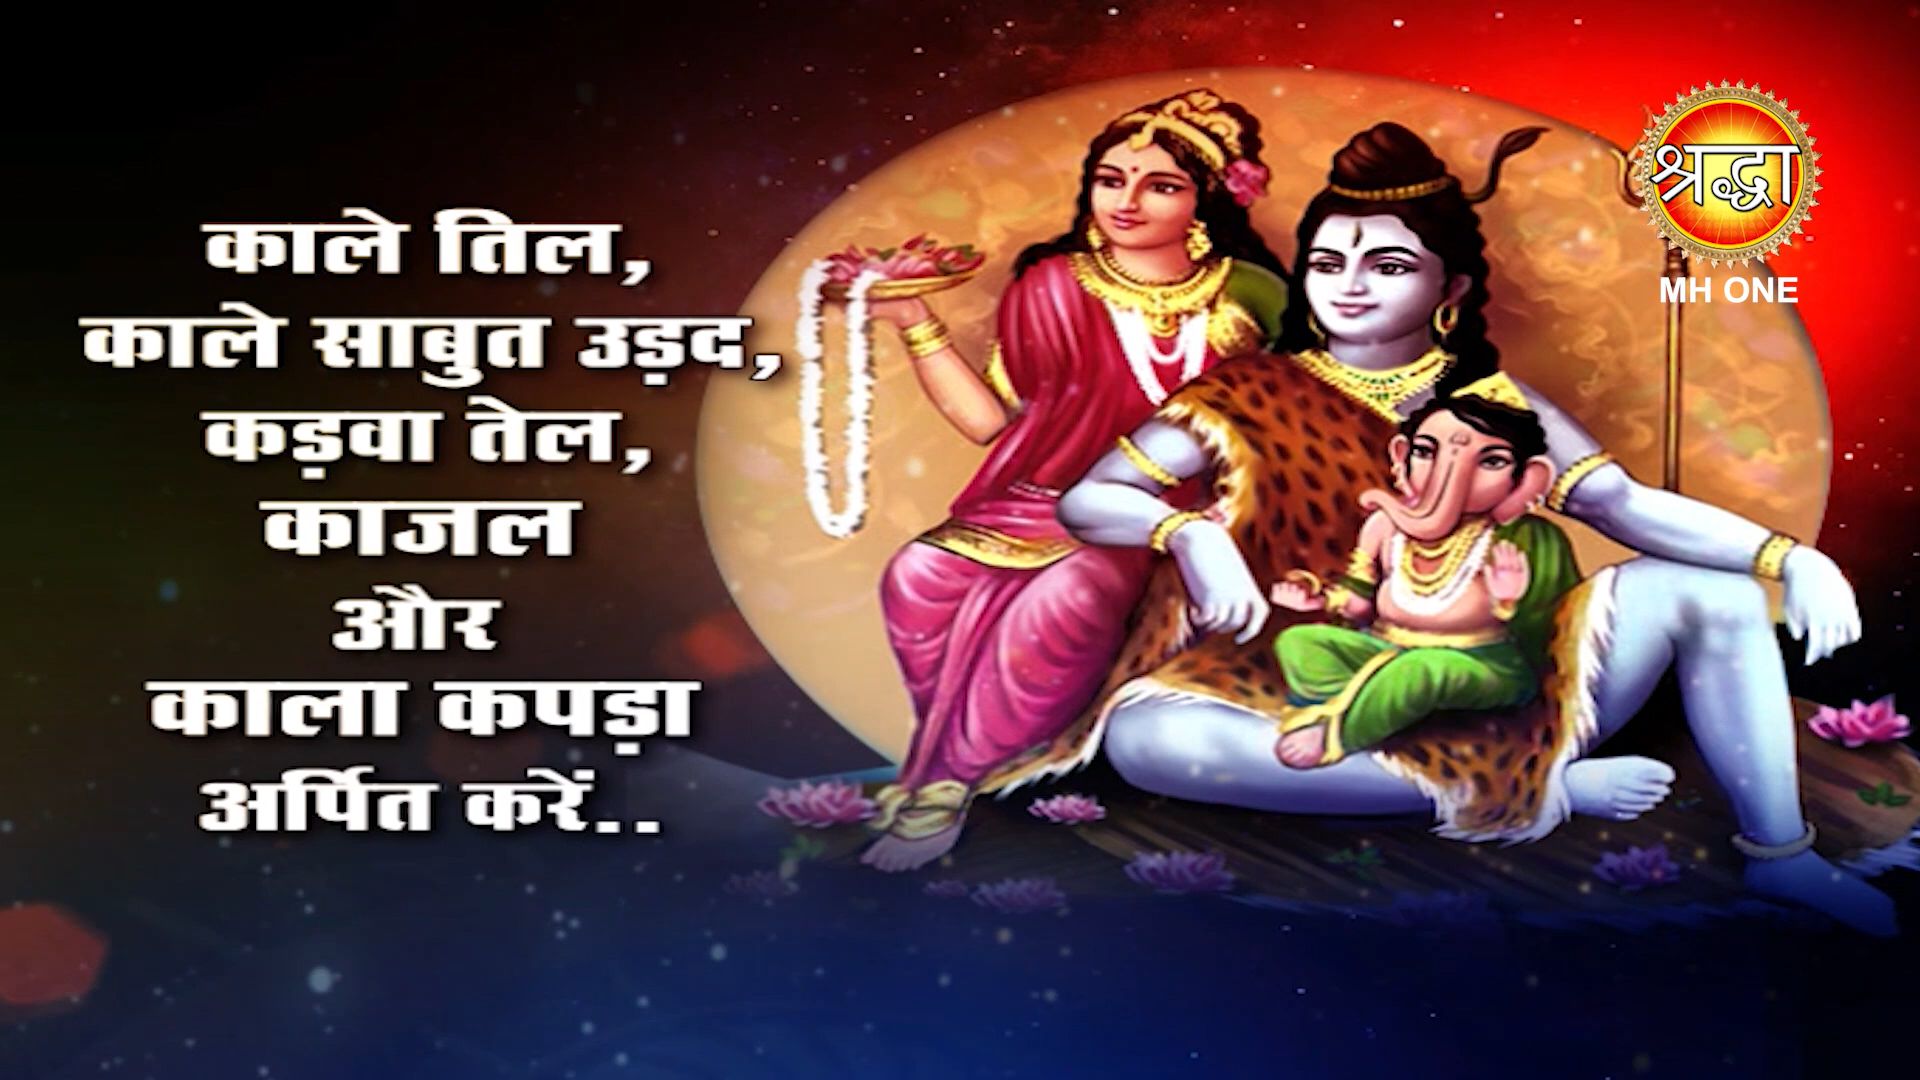 काले तिल,
काले साबुत उड़द,
कड़वा तेल,
काजल
और
काला कपड़ा
अर्पित करें..
श्रद्धा
MH ONE